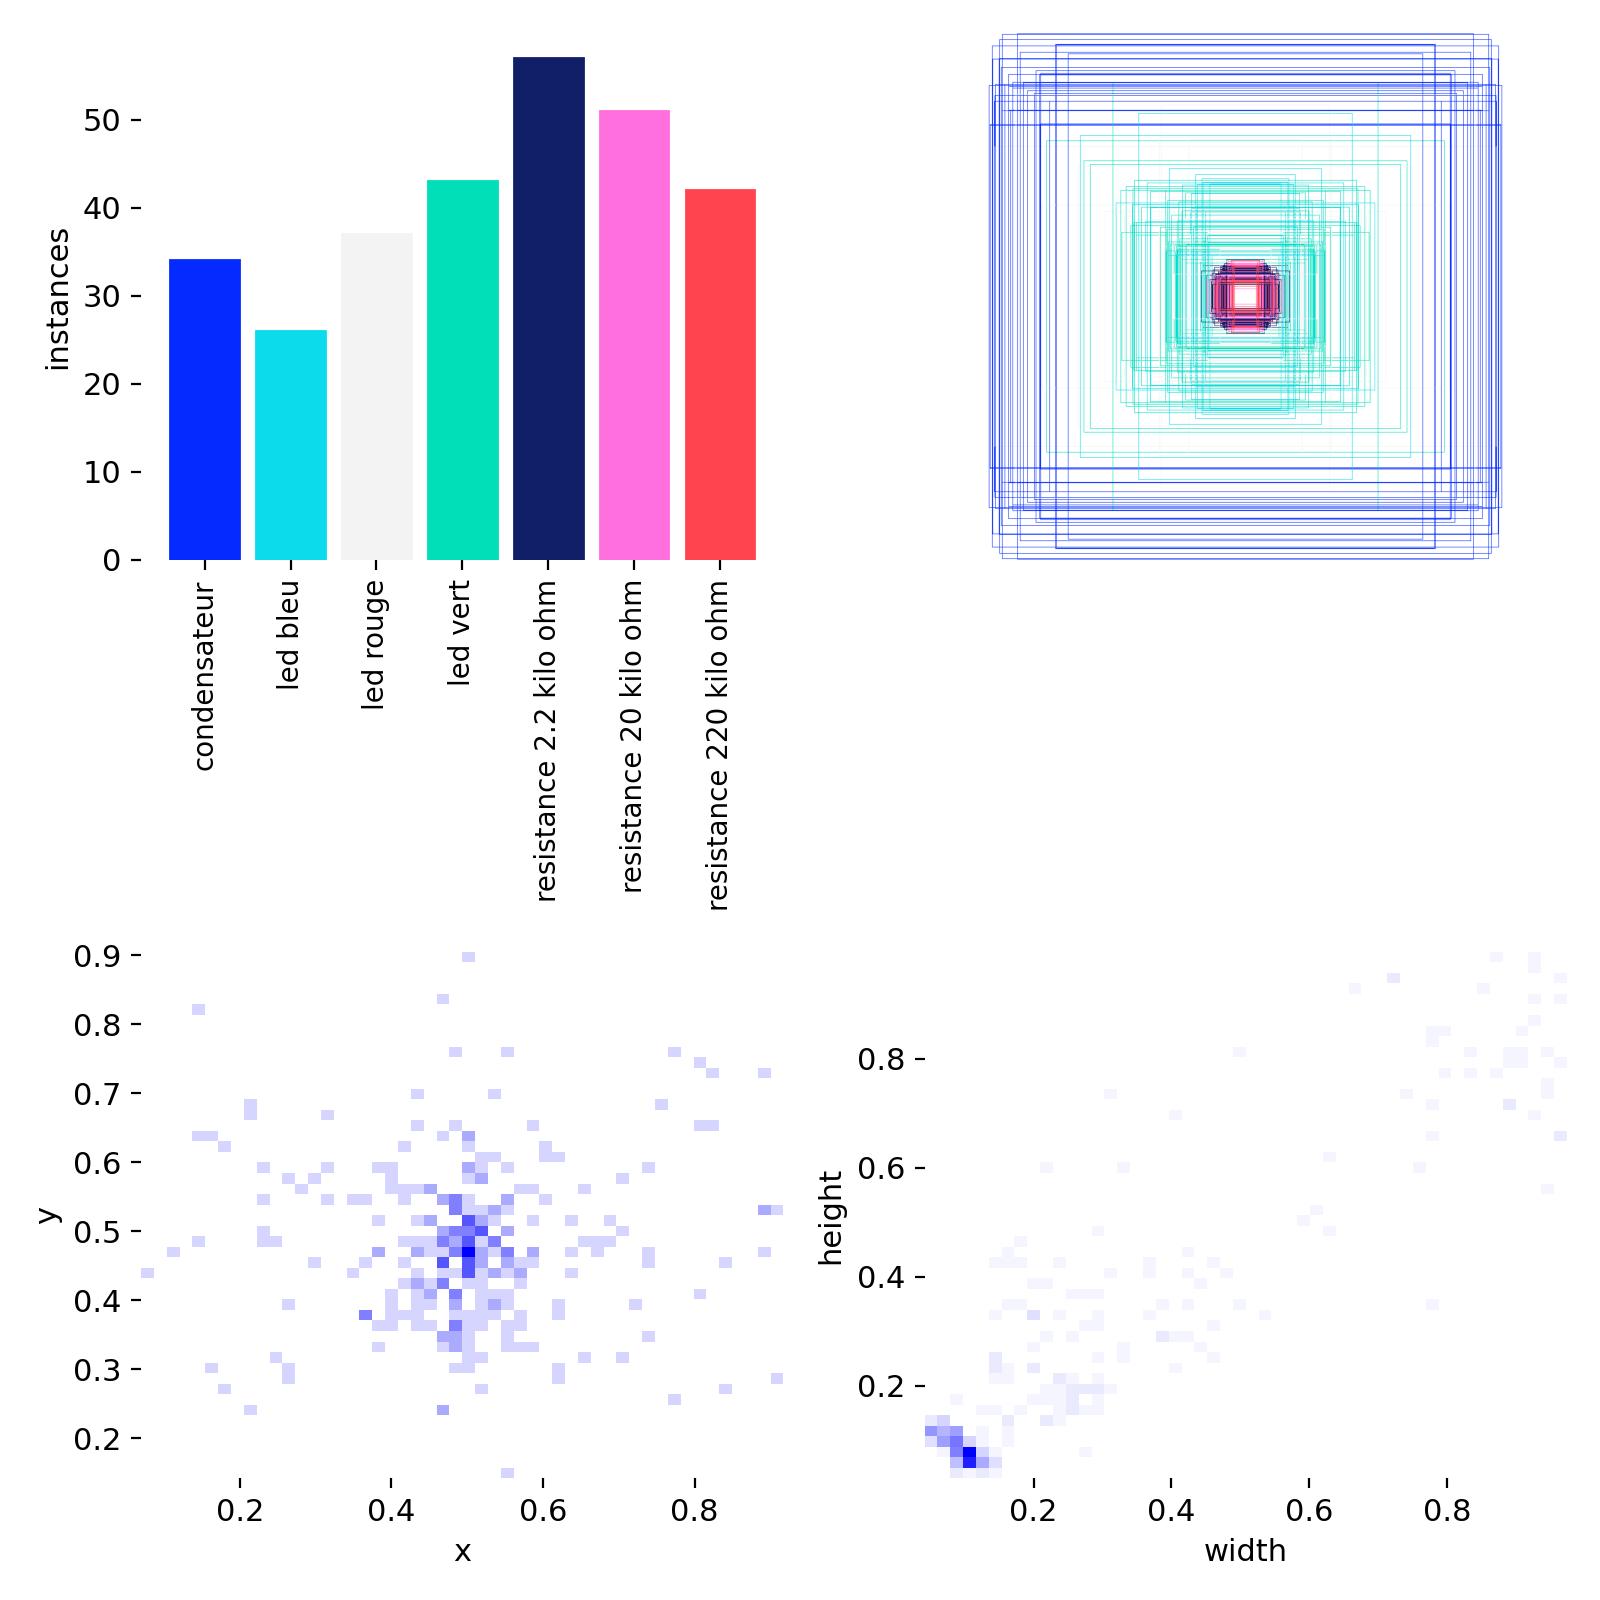 instances
50
40
30
20
10
0
condensateur
led bleu
led rouge
led vert
resistance 2.2 kilo ohm
resistance 20 kilo ohm
resistance 220 kilo ohm
y
0.9
0.8
0.7
0.6
0.5
0.4
0.3
0.2
0.2 0.4 0.6 0.8
x
height
0.8
0.6
0.4
0.2
0.2 0.4 0.6 0.8
width